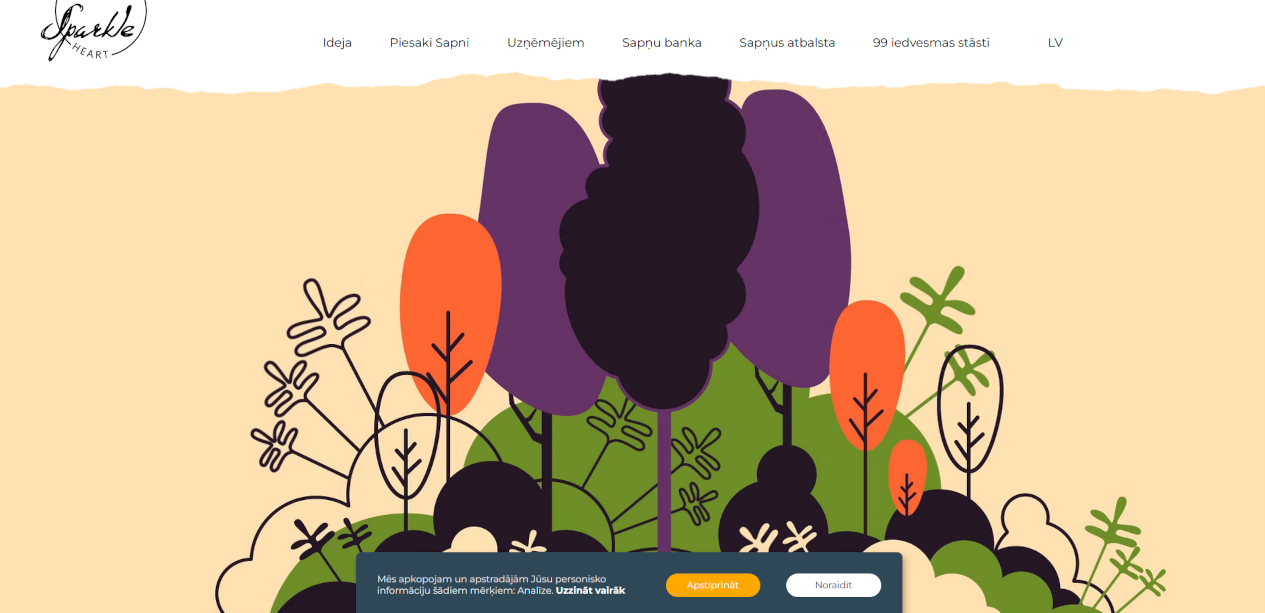 Sparkle
HEART
Ideja Piesaki Sapni Uzņēmējiem Sapņu banka Sapņus atbalsta 99 iedvesmas stāsti LV
Mēs apkopojam un apstrādājām Jūsu personisko
informāciju šādiem mērķiem: Analīze. Uzzināt vairāk
Apstiprināt Noraidīt